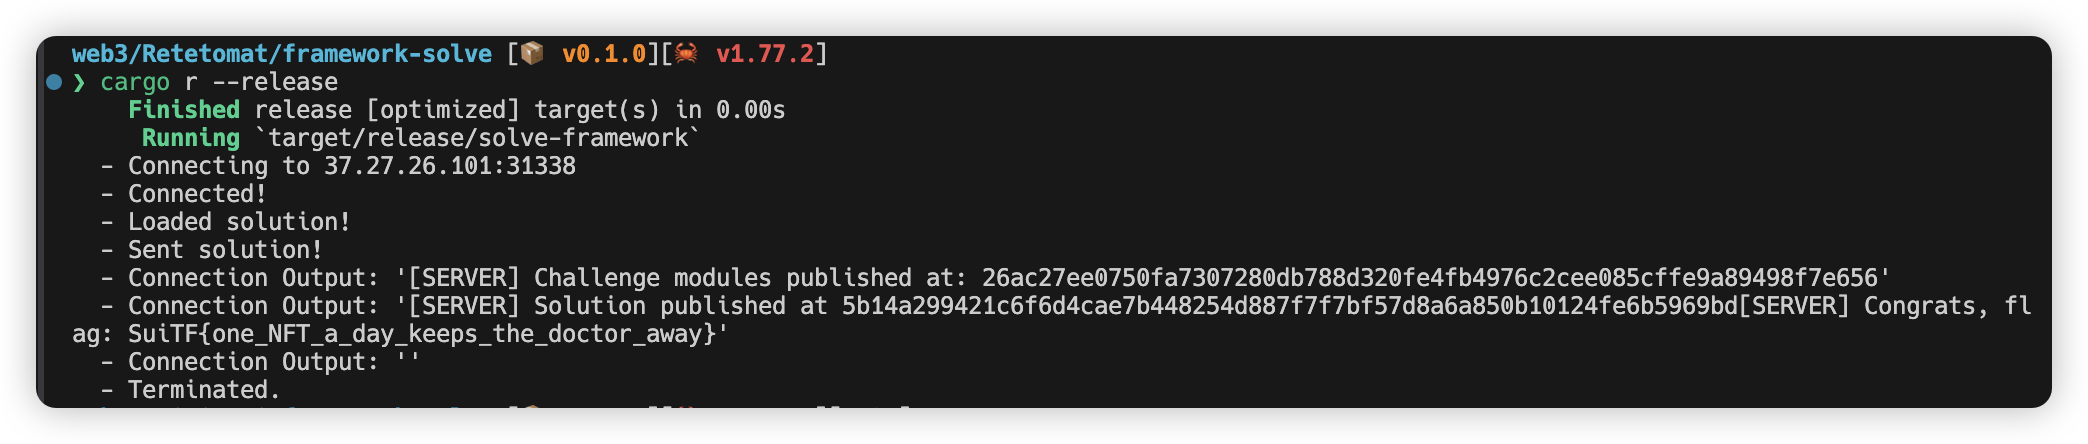 web3/Retetomat/framework-solve [📦 v0.1.0][🦀 v1.77.2]
❯ cargo r --release
Finished release [optimized] target(s) in 0.00s
Running `target/release/solve-framework`
- Connecting to 37.27.26.101:31338
- Connected!
- Loaded solution!
- Sent solution!
- Connection Output: '[SERVER] Challenge modules published at: 26ac27ee0750fa7307280db788d320fe4fb4976c2cee085cffe9a89498f7e656'
- Connection Output: '[SERVER] Solution published at 5b14a299421c6f6d4cae7b448254d887f7f7bf57d8a6a850b10124fe6b5969bd[SERVER] Congrats, fl
ag: SuiTF{one_NFT_a_day_keeps_the_doctor_away}'
- Connection Output: ''
- Terminated.